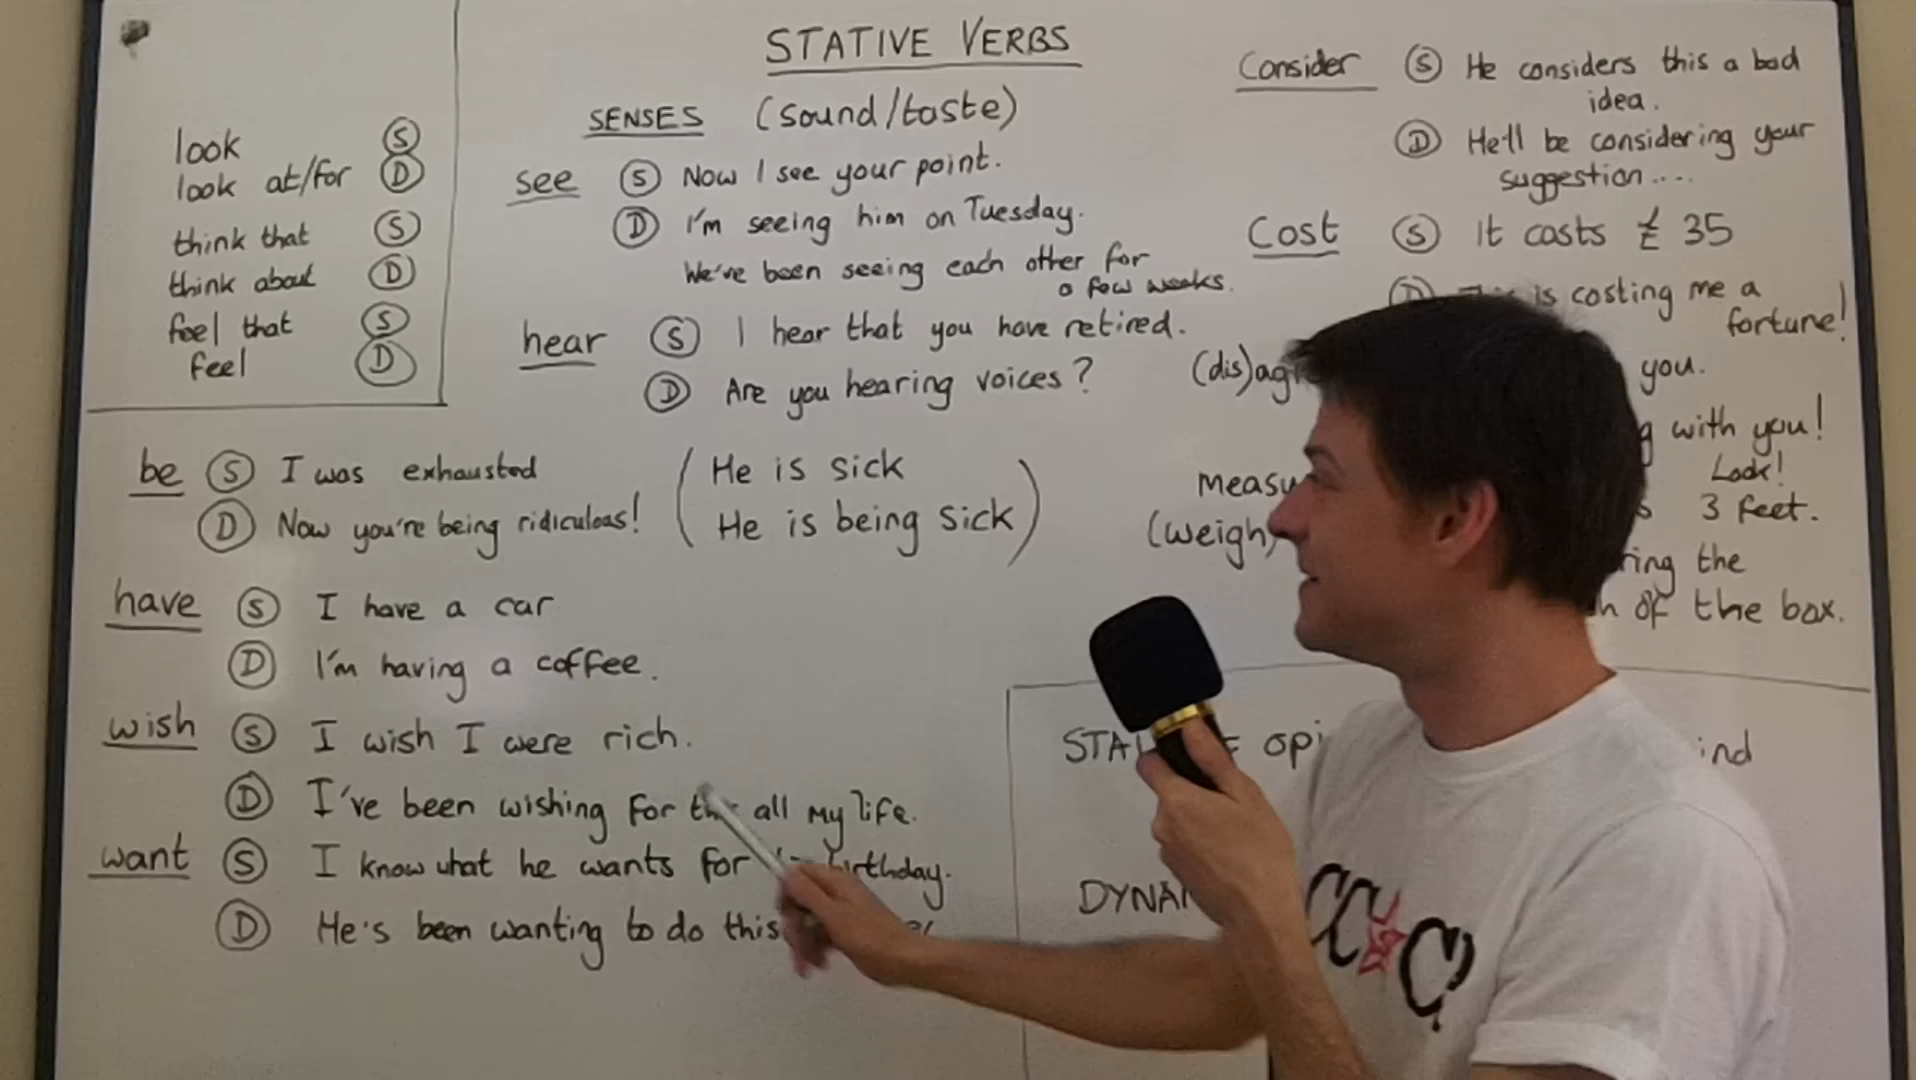 STATIVE VERBS
look S
look at/for D
think that S
think about D
feel that S
feel D
SENSES (sound/taste)
see S Now I see your point.
D I'm seeing him on Tuesday.
We've been seeing each other for
a few weeks.
hear S I hear that you have retired.
D Are you hearing voices?
be S I was exhausted
D Now you're being ridiculous!
(He is sick
He is being sick)
have S I have a car
D I'm having a coffee.
wish S I wish I were rich.
D I've been wishing for all my life.
want S I know what he wants for birthday.
D He's been wanting to do this
Consider S He considers this a bad
idea.
D He'll be considering your
suggestion....
Cost S It costs £ 35
D is costing me a
fortune!
(dis) you.
with you!
Look!
3 feet.
(weigh) the
of the box.
CC★C